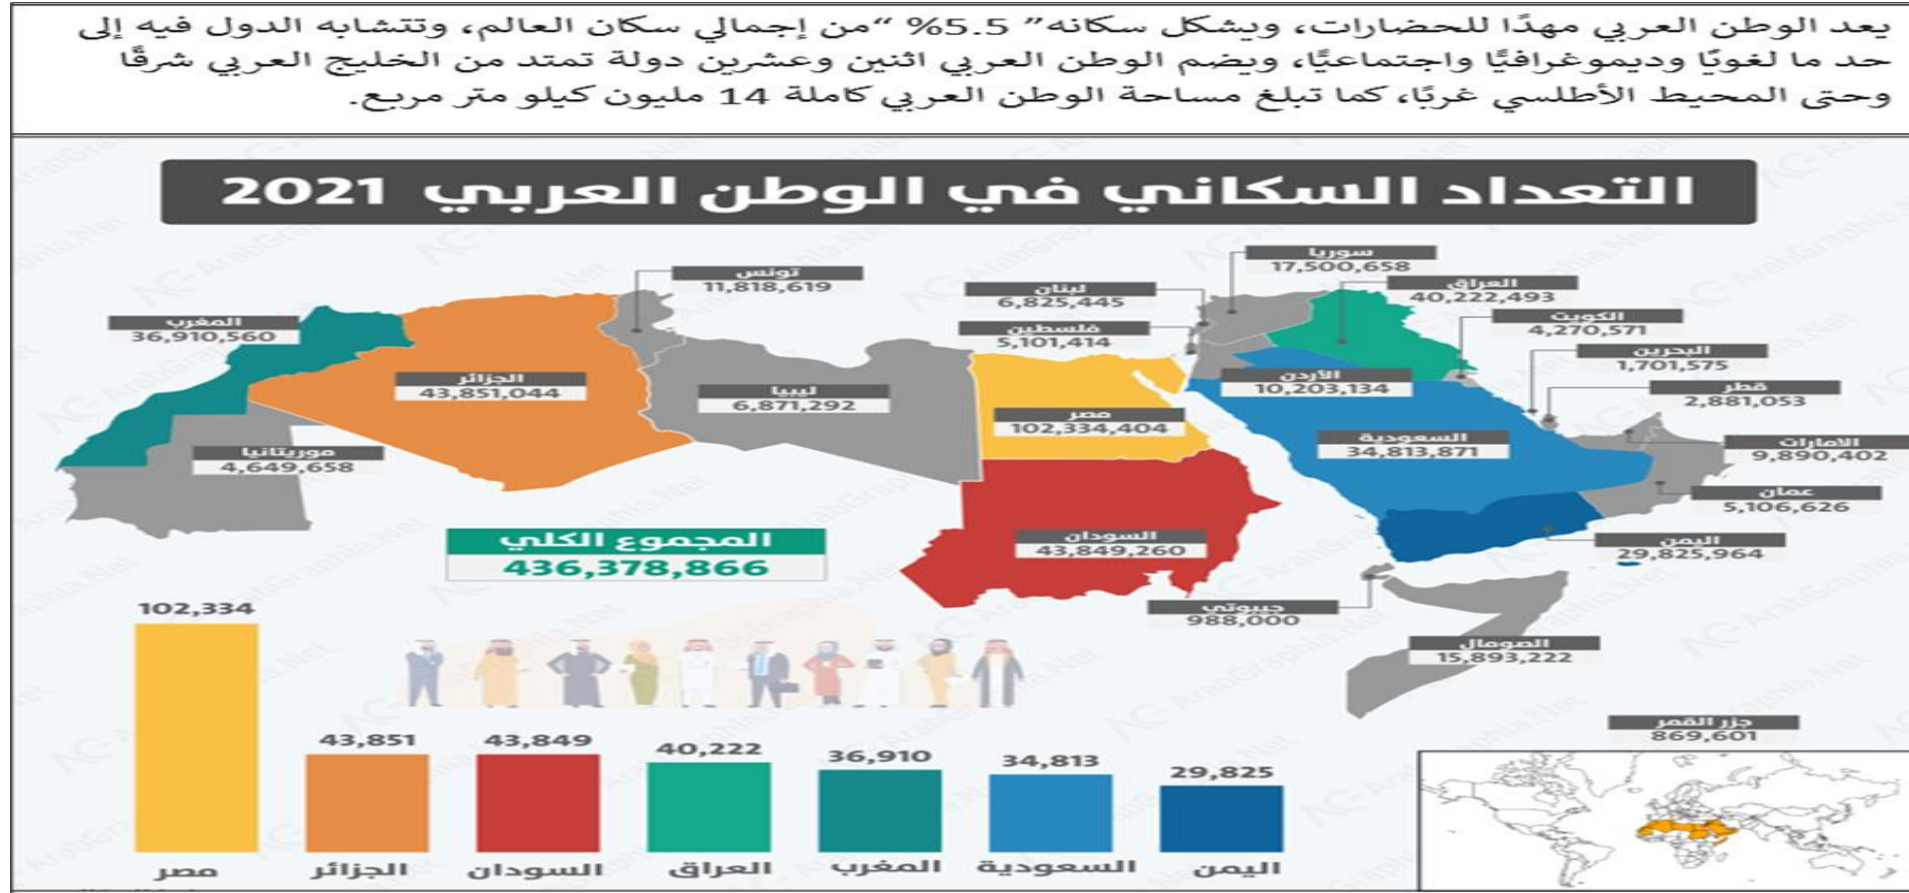 يعد الوطن العربي مهدًا للحضارات، ويشكل سكانه” 5.5% “من إجمالي سكان العالم، وتتشابه الدول فيه إلى
حد ما لغويًا وديموغرافيًا واجتماعيًا، ويضم الوطن العربي اثنين وعشرين دولة تمتد من الخليج العربي شرقًا
وحتى المحيط الأطلسي غربًا، كما تبلغ مساحة الوطن العربي كاملة 14 مليون كيلو متر مربع.
التعداد السكاني في الوطن العربي 2021
سوريا
17,500,658
تونس
11,818,619
العراق
40,222,493
لبنان
6,825,445
الكويت
4,270,571
المغرب
36,910,560
فلسطين
5,101,414
البحرين
1,701,575
الأردن
10,203,134
الجزائر
43,851,044
قطر
2,881,053
ليبيا
6,871,292
مصر
102,334,404
السعودية
34,813,871
الامارات
9,890,402
موريتانيا
4,649,658
عمان
5,106,626
السودان
43,849,260
اليمن
29,825,964
المجموع الكلي
436,378,866
جيبوتي
988,000
الصومال
15,893,222
جزر القمر
869,601
102,334
43,851
43,849
40,222
36,910
34,813
29,825
مصر
الجزائر
السودان
العراق
المغرب
السعودية
اليمن
AG-ArabGraphia.Net